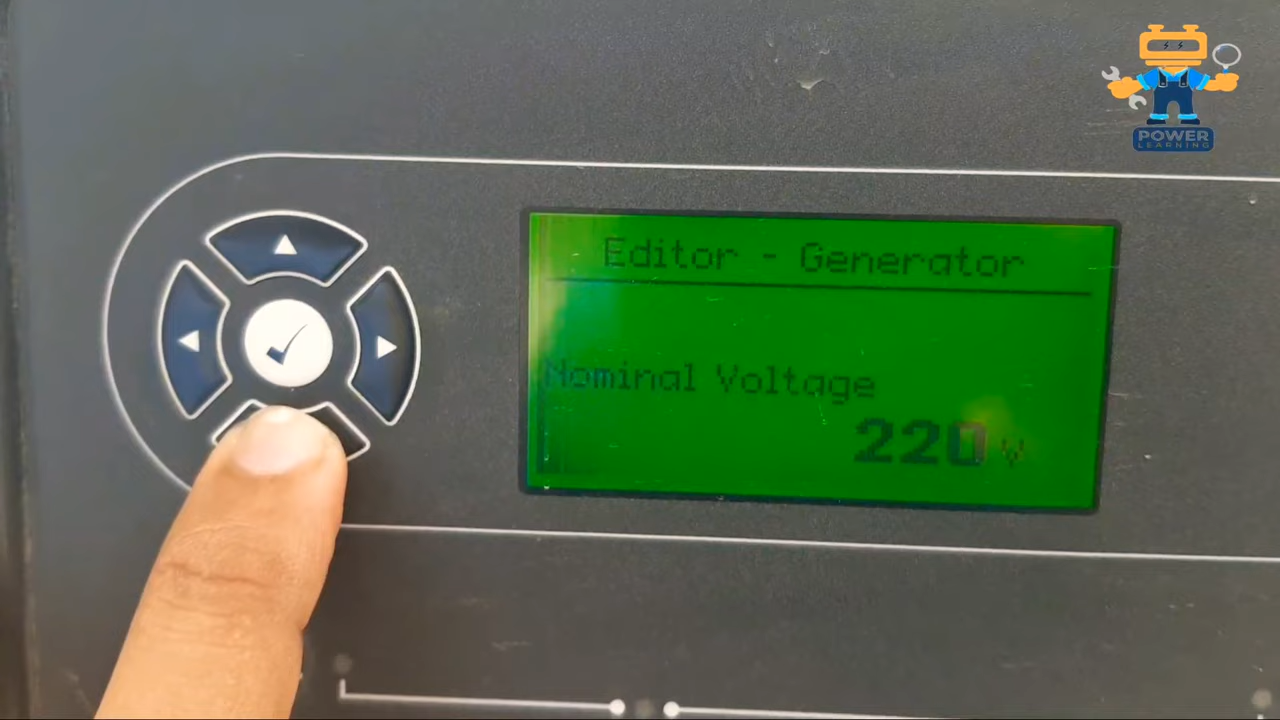 POWER
LEARNING
Editor - Generator
Nominal Voltage
220 V